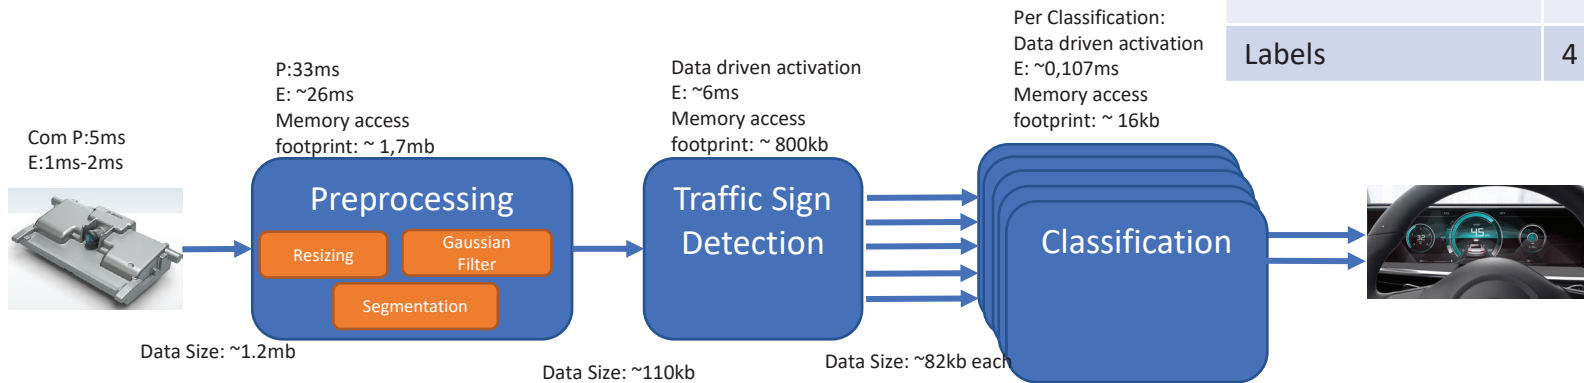 Com P:5ms
E:1ms-2ms
P:33ms
E: ~26ms
Memory access
footprint: ~ 1,7mb
Preprocessing
Resizing
Gaussian
Filter
Segmentation
Data Size: ~1.2mb
Data driven activation
E: ~6ms
Memory access
footprint: ~ 800kb
Traffic Sign
Detection
Data Size: ~110kb
Per Classification:
Data driven activation
E: ~0,107ms
Memory access
footprint: ~ 16kb
Classification
Data Size: ~82kb each
Labels 4
45
32